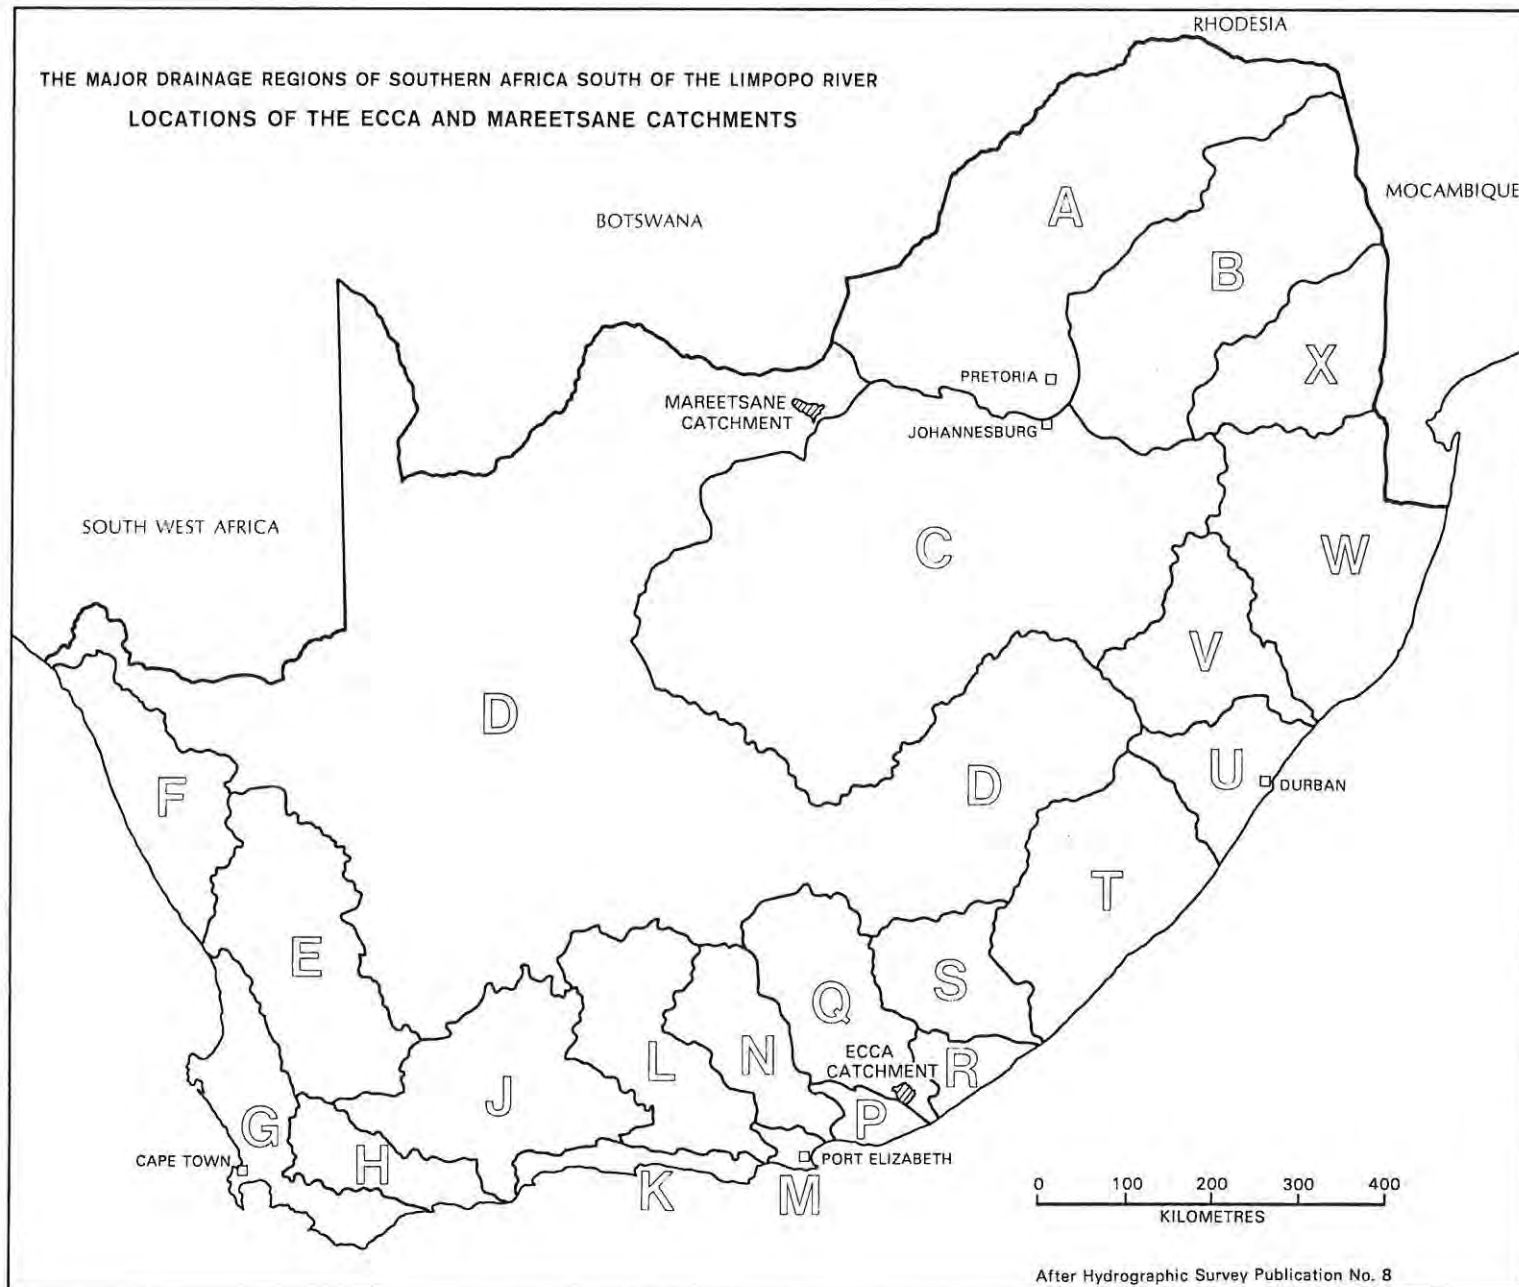 RHODESIA
THE MAJOR DRAINAGE REGIONS OF SOUTHERN AFRICA SOUTH OF THE LIMPOPO RIVER
LOCATIONS OF THE ECCA AND MAREETSANE CATCHMENTS
MOCAMBIQUE
A
BOTSWANA
B
X
PRETORIA
MAREETSANE
CATCHMENT
JOHANNESBURG
SOUTH WEST AFRICA
C
W
V
D
U
D
DURBAN
F
T
E
S
Q
ECCA
CATCHMENT
R
L
N
J
P
G
CAPE TOWN
H
PORT ELIZABETH
K
M
0 100 200 300 400
KILOMETRES
After Hydrographic Survey Publication No. 8